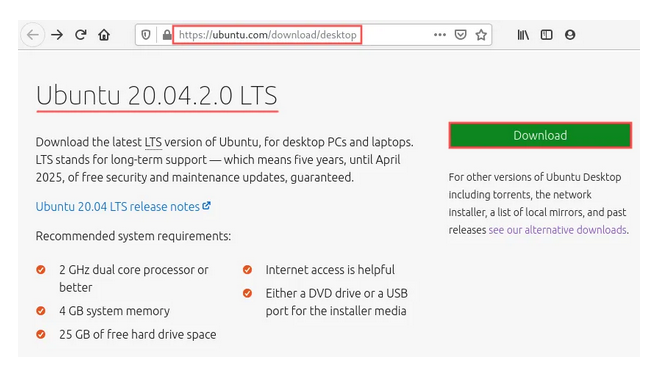 https://ubuntu.com/download/desktop
Ubuntu 20.04.2.0 LTS
Download the latest LTS version of Ubuntu, for desktop PCs and laptops.
LTS stands for long-term support — which means five years, until April
2025, of free security and maintenance updates, guaranteed.
Ubuntu 20.04 LTS release notes
Recommended system requirements:
2 GHz dual core processor or
better
4 GB system memory
25 GB of free hard drive space
Internet access is helpful
Either a DVD drive or a USB
port for the installer media
Download
For other versions of Ubuntu Desktop
including torrents, the network
installer, a list of local mirrors, and past
releases see our alternative downloads.